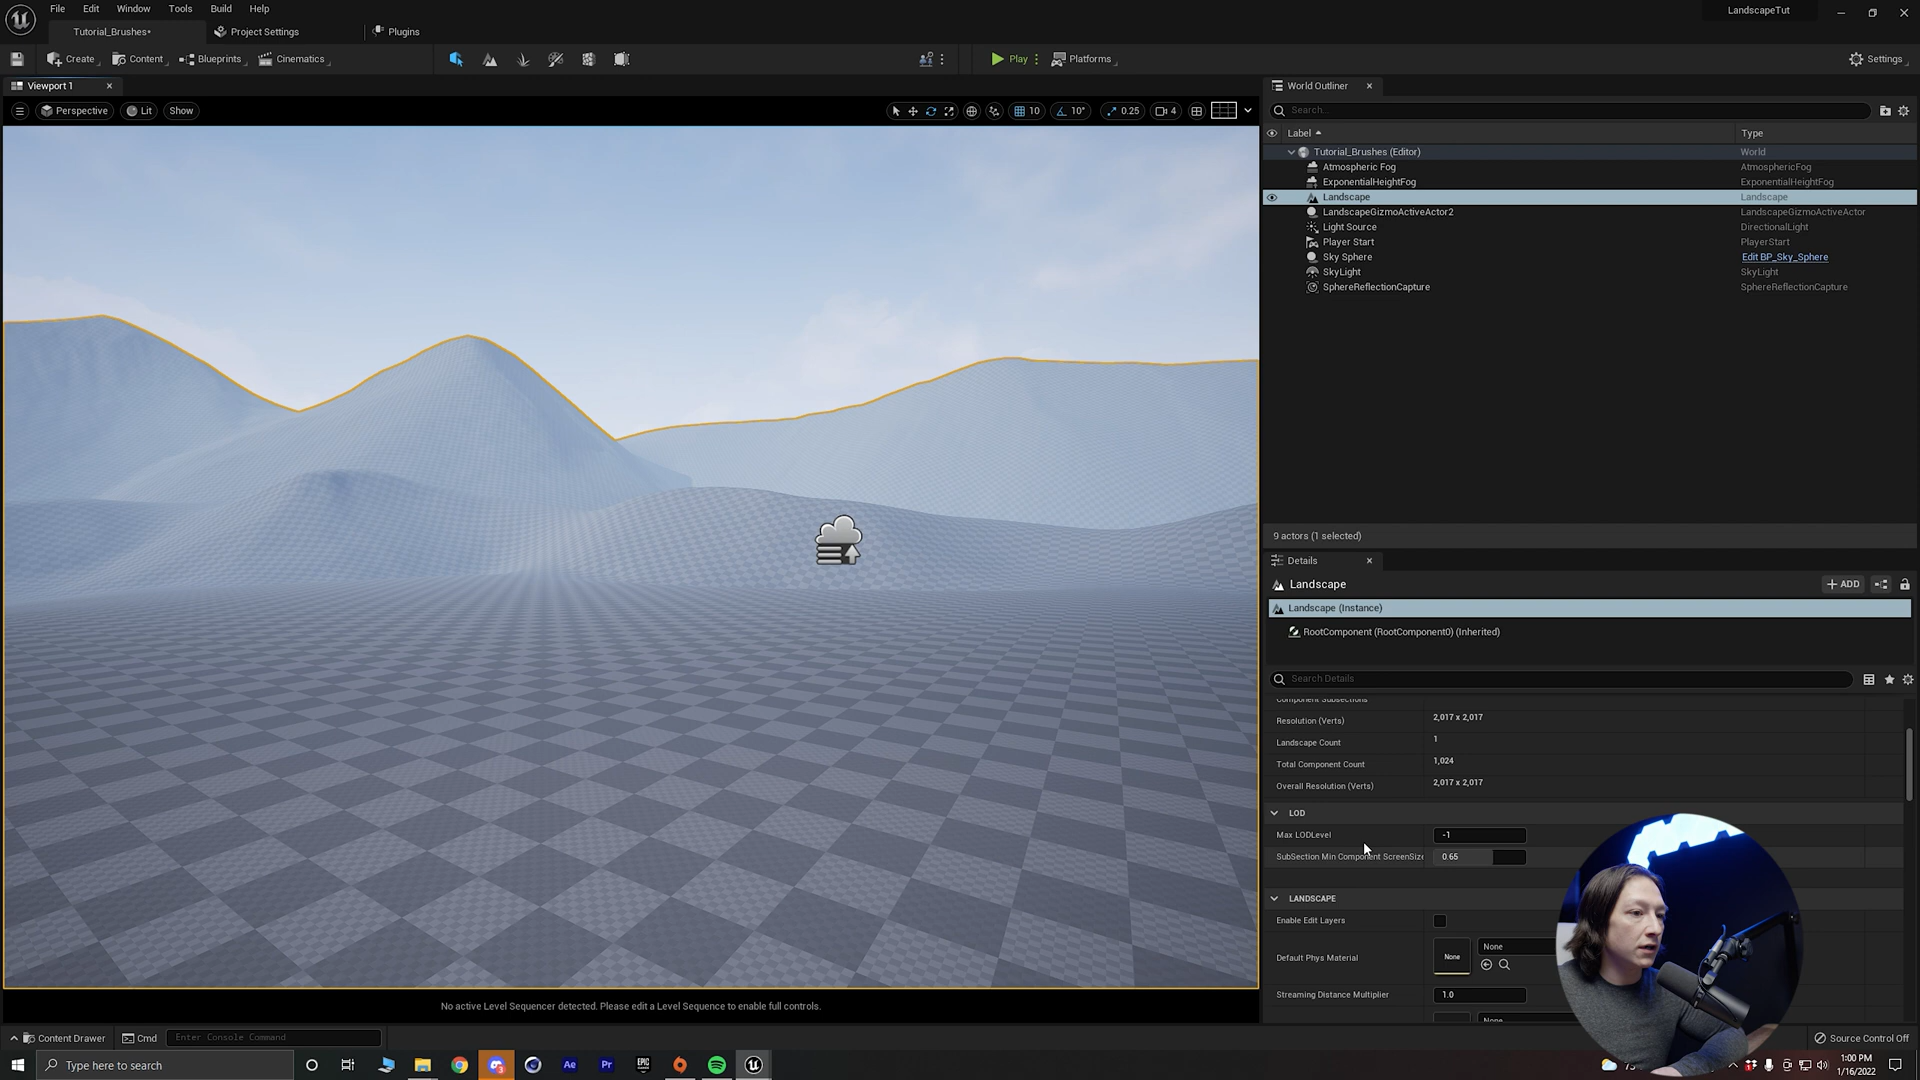 File Edit Window Tools Build Help
LandscapeTut
Tutorial_Brushes•
Project Settings
Plugins
Create
Content
Blueprints
Cinematics
Play
Platforms
Settings
Viewport 1
Perspective
Lit
Show
10
10°
0.25
4
World Outliner
Search...
Label
Type
Tutorial_Brushes (Editor)
World
Atmospheric Fog
AtmosphericFog
ExponentialHeightFog
ExponentialHeightFog
Landscape
Landscape
LandscapeGizmoActiveActor2
LandscapeGizmoActiveActor
Light Source
DirectionalLight
Player Start
PlayerStart
Sky Sphere
Edit BP_Sky_Sphere
SkyLight
SkyLight
SphereReflectionCapture
SphereReflectionCapture
9 actors (1 selected)
Details
Landscape
+ ADD
Landscape (Instance)
RootComponent (RootComponent0) (Inherited)
Search Details
Component Subsections
Resolution (Verts)
2,017 x 2,017
Landscape Count
1
Total Component Count
1,024
Overall Resolution (Verts)
2,017 x 2,017
LOD
Max LODLevel
-1
SubSection Min Component ScreenSize
0.65
LANDSCAPE
Enable Edit Layers
Default Phys Material
None
None
Streaming Distance Multiplier
1.0
None
No active Level Sequencer detected. Please edit a Level Sequence to enable full controls.
Content Drawer
Cmd
Enter Console Command
Source Control Off
Type here to search
Ae
Pr
EPIC
1:00 PM
1/16/2022